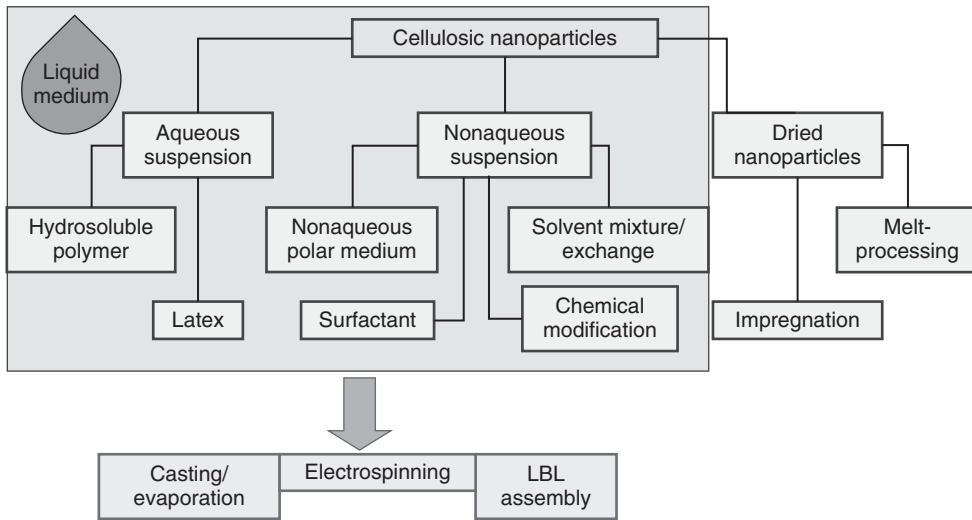 Cellulosic nanoparticles
Liquid
medium
Aqueous
suspension
Nonaqueous
suspension
Dried
nanoparticles
Hydrosoluble
polymer
Nonaqueous
polar medium
Solvent mixture/
exchange
Melt-
processing
Latex
Surfactant
Chemical
modification
Impregnation
Casting/
evaporation
Electrospinning
LBL
assembly